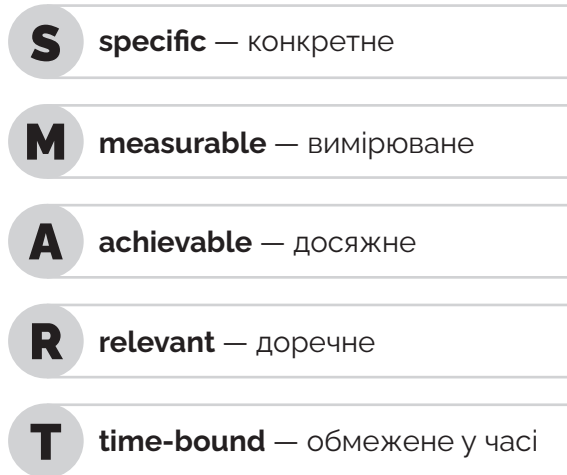 S specific — конкретне
M measurable — вимірюване
A achievable — досяжне
R relevant — доречне
T time-bound — обмежене у часі